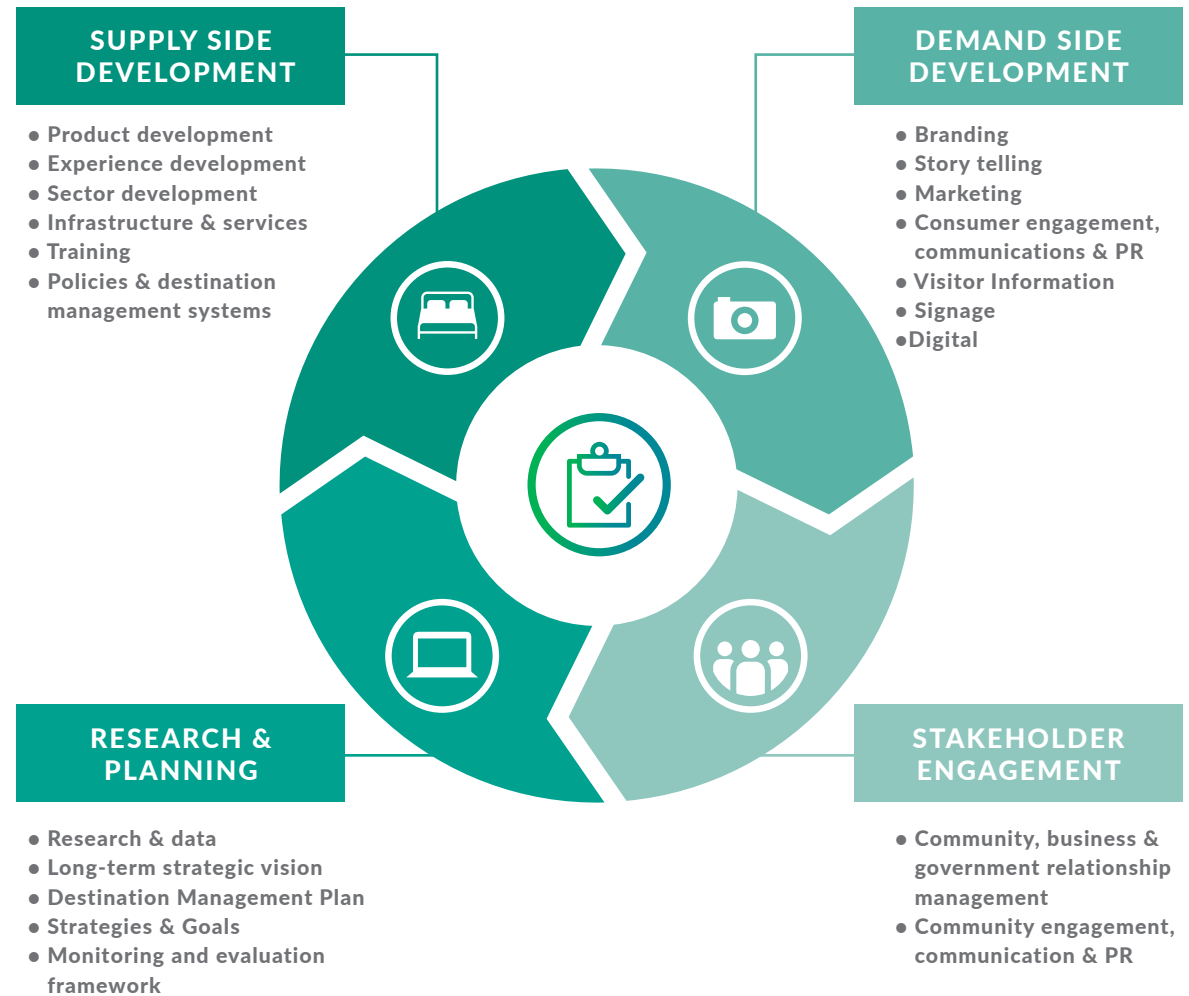 SUPPLY SIDE
DEVELOPMENT
● Product development
● Experience development
● Sector development
● Infrastructure & services
● Training
● Policies & destination
management systems
DEMAND SIDE
DEVELOPMENT
● Branding
● Story telling
● Marketing
● Consumer engagement,
communications & PR
● Visitor Information
● Signage
●Digital
RESEARCH &
PLANNING
● Research & data
● Long-term strategic vision
● Destination Management Plan
● Strategies & Goals
● Monitoring and evaluation
framework
STAKEHOLDER
ENGAGEMENT
● Community, business &
government relationship
management
● Community engagement,
communication & PR